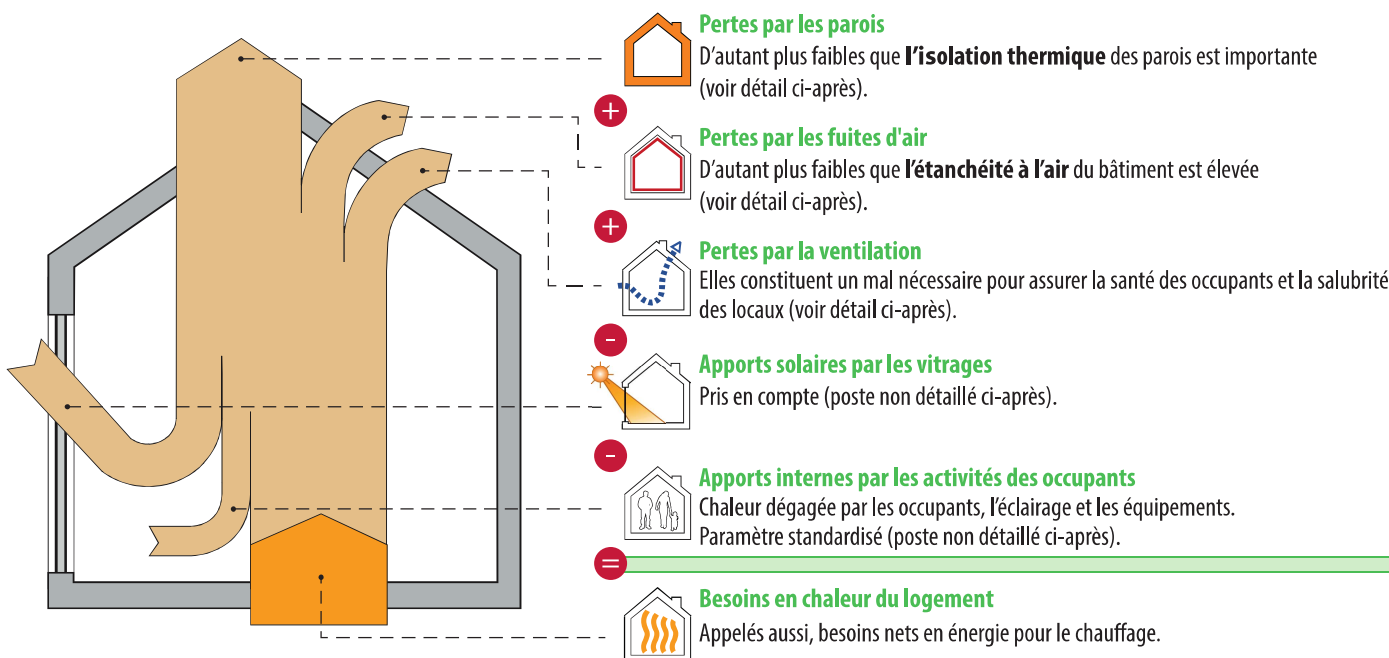 Pertes par les parois
D'autant plus faibles que l'isolation thermique des parois est importante
(voir détail ci-après).
+
Pertes par les fuites d'air
D'autant plus faibles que l'étanchéité à l'air du bâtiment est élevée
(voir détail ci-après).
+
Pertes par la ventilation
Elles constituent un mal nécessaire pour assurer la santé des occupants et la salubrité
des locaux (voir détail ci-après).
-
Apports solaires par les vitrages
Pris en compte (poste non détaillé ci-après).
-
Apports internes par les activités des occupants
Chaleur dégagée par les occupants, l'éclairage et les équipements.
Paramètre standardisé (poste non détaillé ci-après).
=
Besoins en chaleur du logement
Appelés aussi, besoins nets en énergie pour le chauffage.